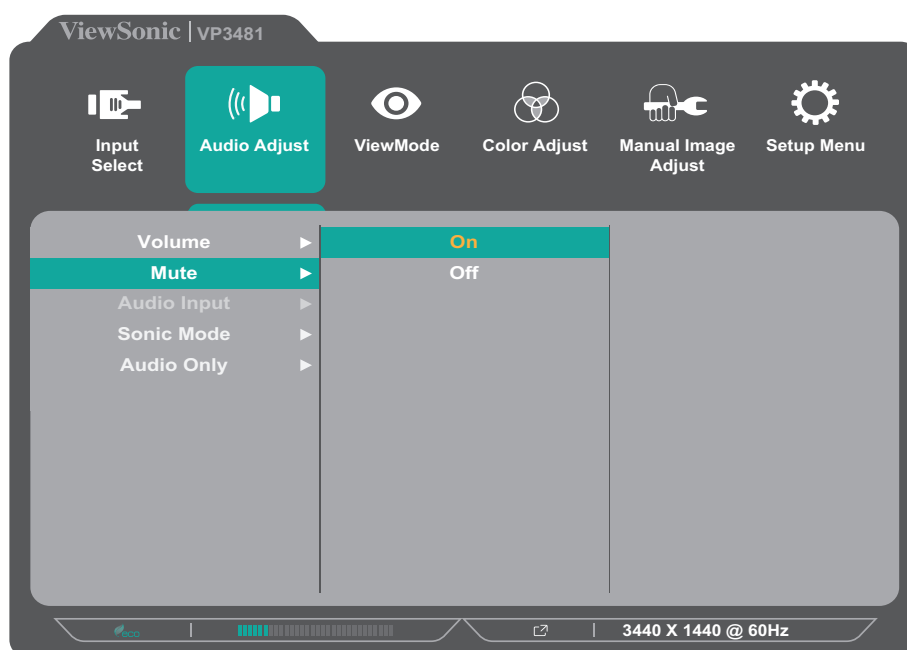 ViewSonic | VP3481
Input
Select
Audio Adjust
ViewMode
Color Adjust
Manual Image
Adjust
Setup Menu
Volume
On
Mute
Off
Audio Input
Sonic Mode
Audio Only
eco
3440 X 1440 @ 60Hz